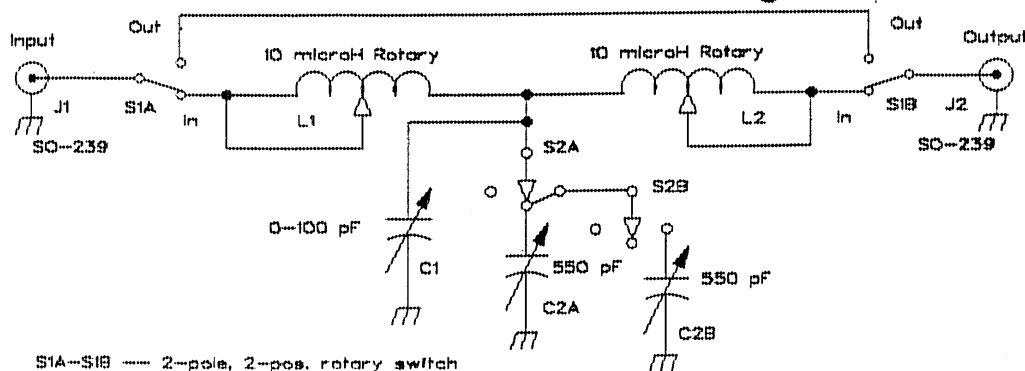 Input
Out
10 microH Rotary
10 microH Rotary
Out
Output
J1
S1A
In
L1
L2
In
S1B
J2
SO-239
SO-239
S2A
S2B
0-100 pF
C1
550 pF
C2A
550 pF
C2B
S1A-S1B ---- 2-pole, 2-pos. rotary switch